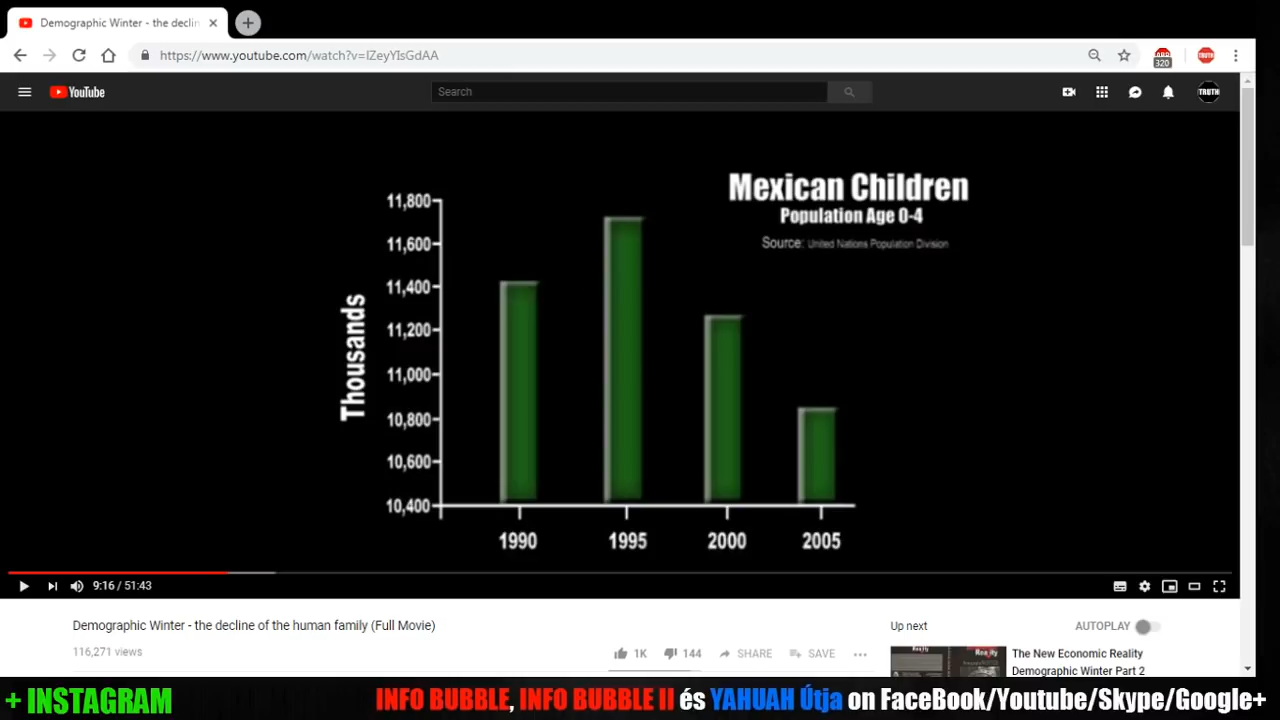 Demographic Winter - the declin
https://www.youtube.com/watch?v=lZeyYIsGdAA
320
TRUTH
YouTube
Search
TRUTH
Mexican Children
Population Age 0-4
Source: United Nations Population Division
Thousands
11,800
11,600
11,400
11,200
11,000
10,800
10,600
10,400
1990 1995 2000 2005
9:16 / 51:43
Demographic Winter - the decline of the human family (Full Movie)
116,271 views
1K 144 SHARE SAVE
Up next AUTOPLAY
Reality
The New Economic Reality
Demographic Winter Part 2
+ INSTAGRAM
INFO BUBBLE, INFO BUBBLE II és YAHUAH Útja on FaceBook/Youtube/Skype/Google+